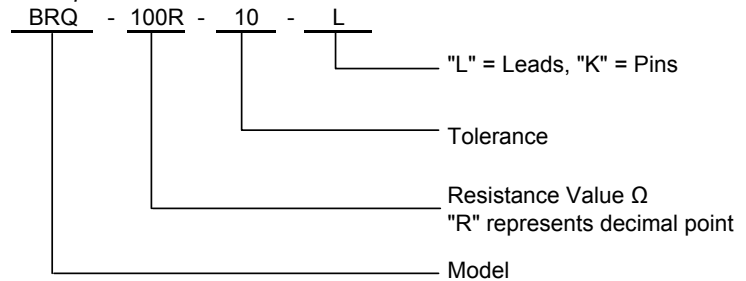 BRQ - 100R - 10 - L
"L" = Leads, "K" = Pins
Tolerance
Resistance Value Ω
"R" represents decimal point
Model